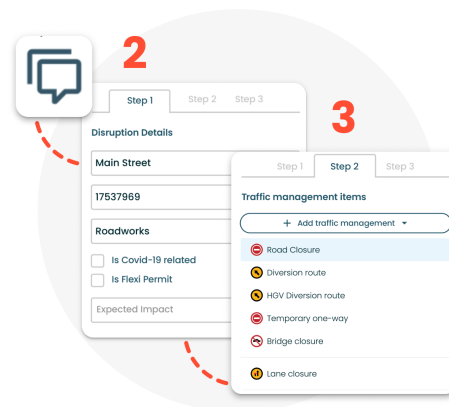 2
Step 1 Step 2 Step 3
Disruption Details
Main Street
17537969
Roadworks
Is Covid-19 related
Is Flexi Permit
Expected Impact
3
Step 1 Step 2 Step 3
Traffic management items
+ Add traffic management
Road Closure
Diversion route
HGV Diversion route
Temporary one-way
Bridge closure
Lane closure